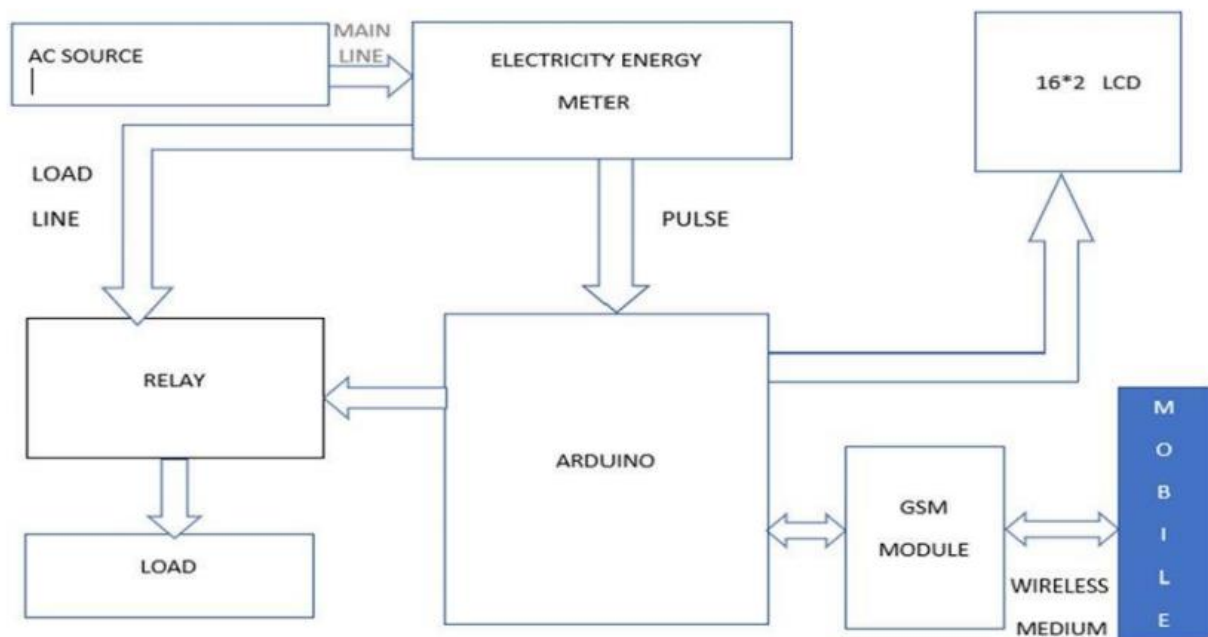 AC SOURCE
MAIN
LINE
ELECTRICITY ENERGY
METER
16*2 LCD
LOAD
LINE
PULSE
RELAY
ARDUINO
LOAD
GSM
MODULE
WIRELESS
MEDIUM
M
O
B
I
L
E